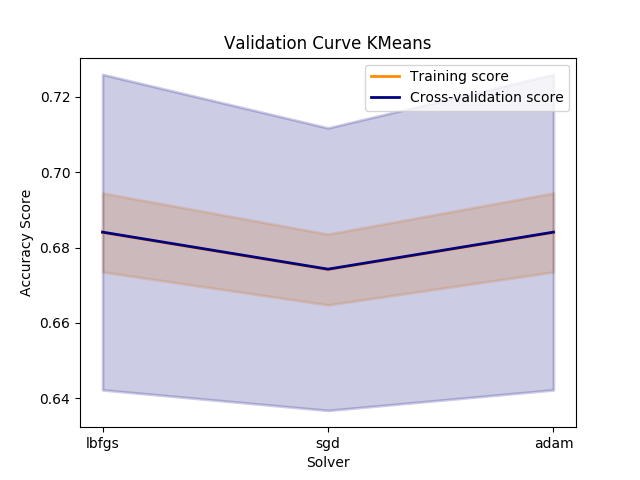 Validation Curve KMeans
Training score
Cross-validation score
Accuracy Score
0.72
0.70
0.68
0.66
0.64
lbfgs
sgd
adam
Solver